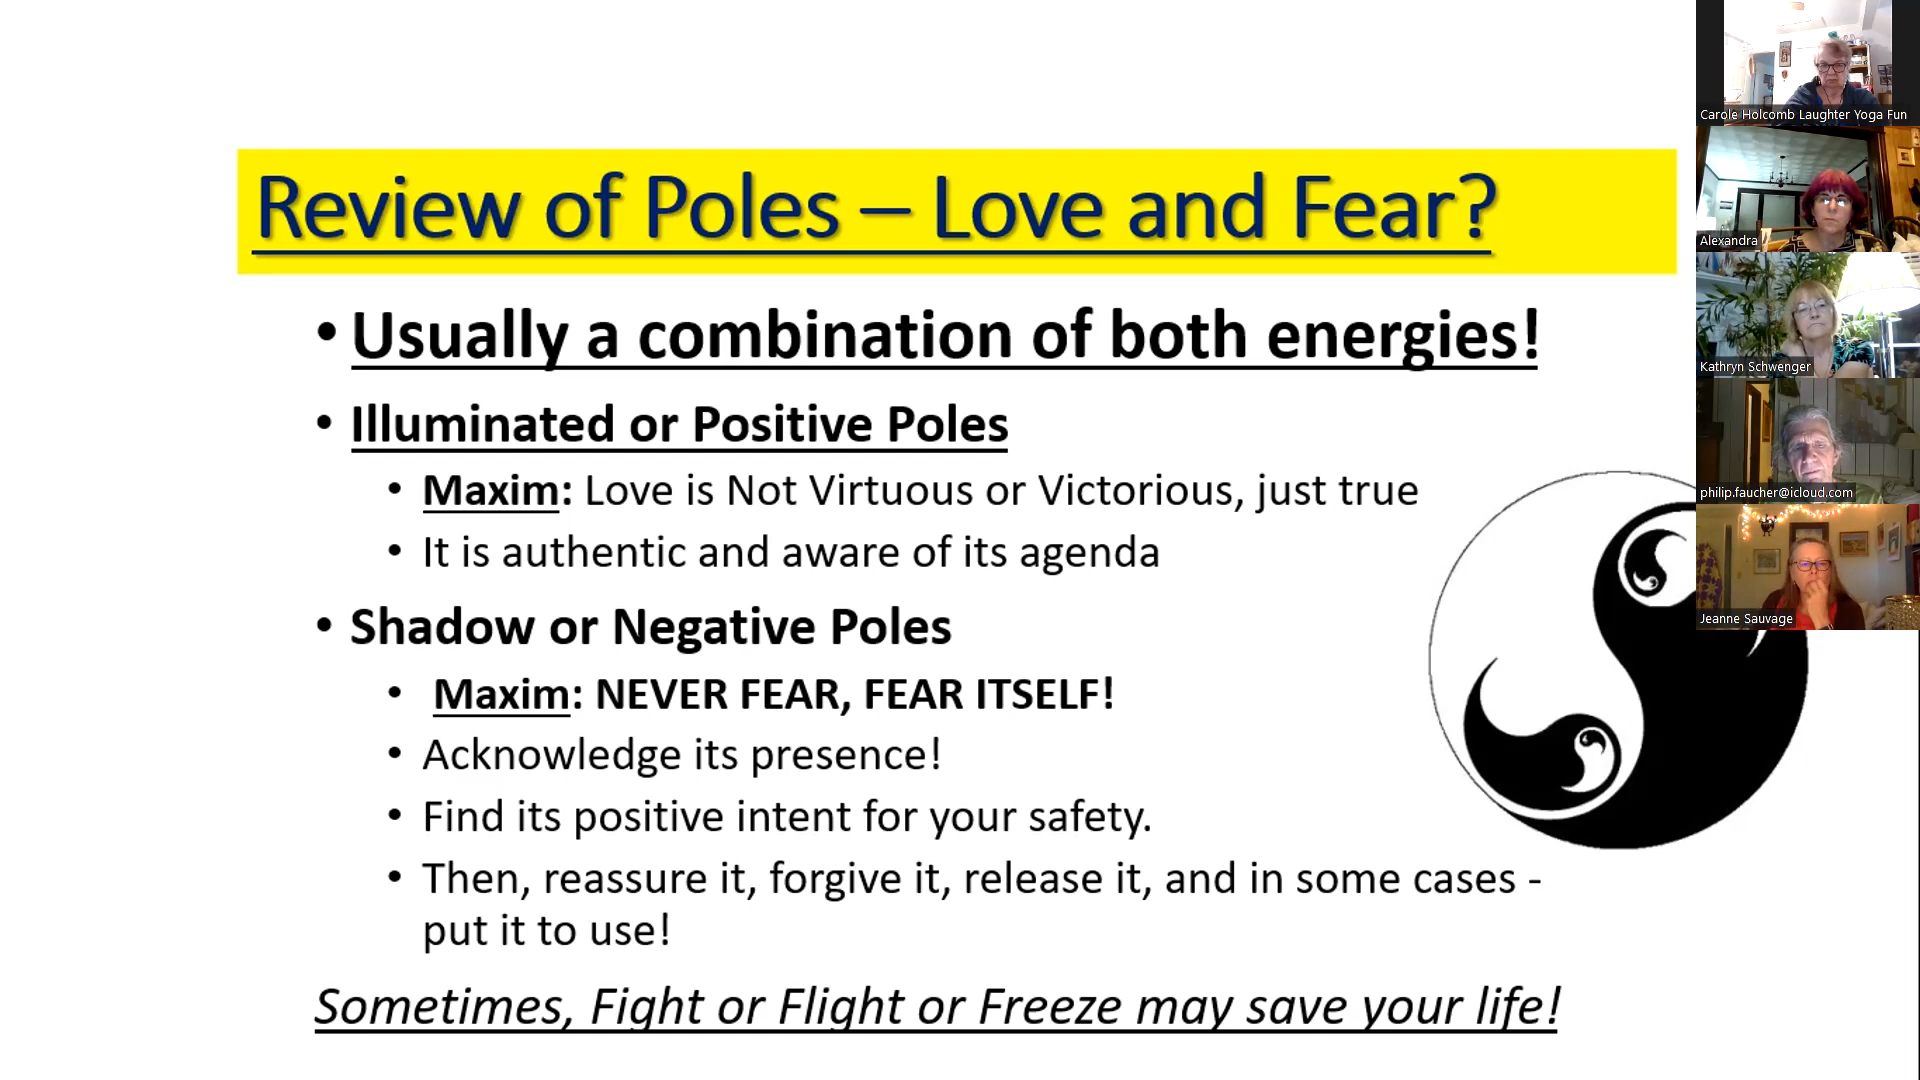 Review of Poles – Love and Fear?
• Usually a combination of both energies!
• Illuminated or Positive Poles
• Maxim: Love is Not Virtuous or Victorious, just true
• It is authentic and aware of its agenda
• Shadow or Negative Poles
• Maxim: NEVER FEAR, FEAR ITSELF!
• Acknowledge its presence!
• Find its positive intent for your safety.
• Then, reassure it, forgive it, release it, and in some cases -
put it to use!
Sometimes, Fight or Flight or Freeze may save your life!
Carole Holcomb Laughter Yoga Fun
Alexandra
Kathryn Schwenger
philip.faucher@icloud.com
Jeanne Sauvage